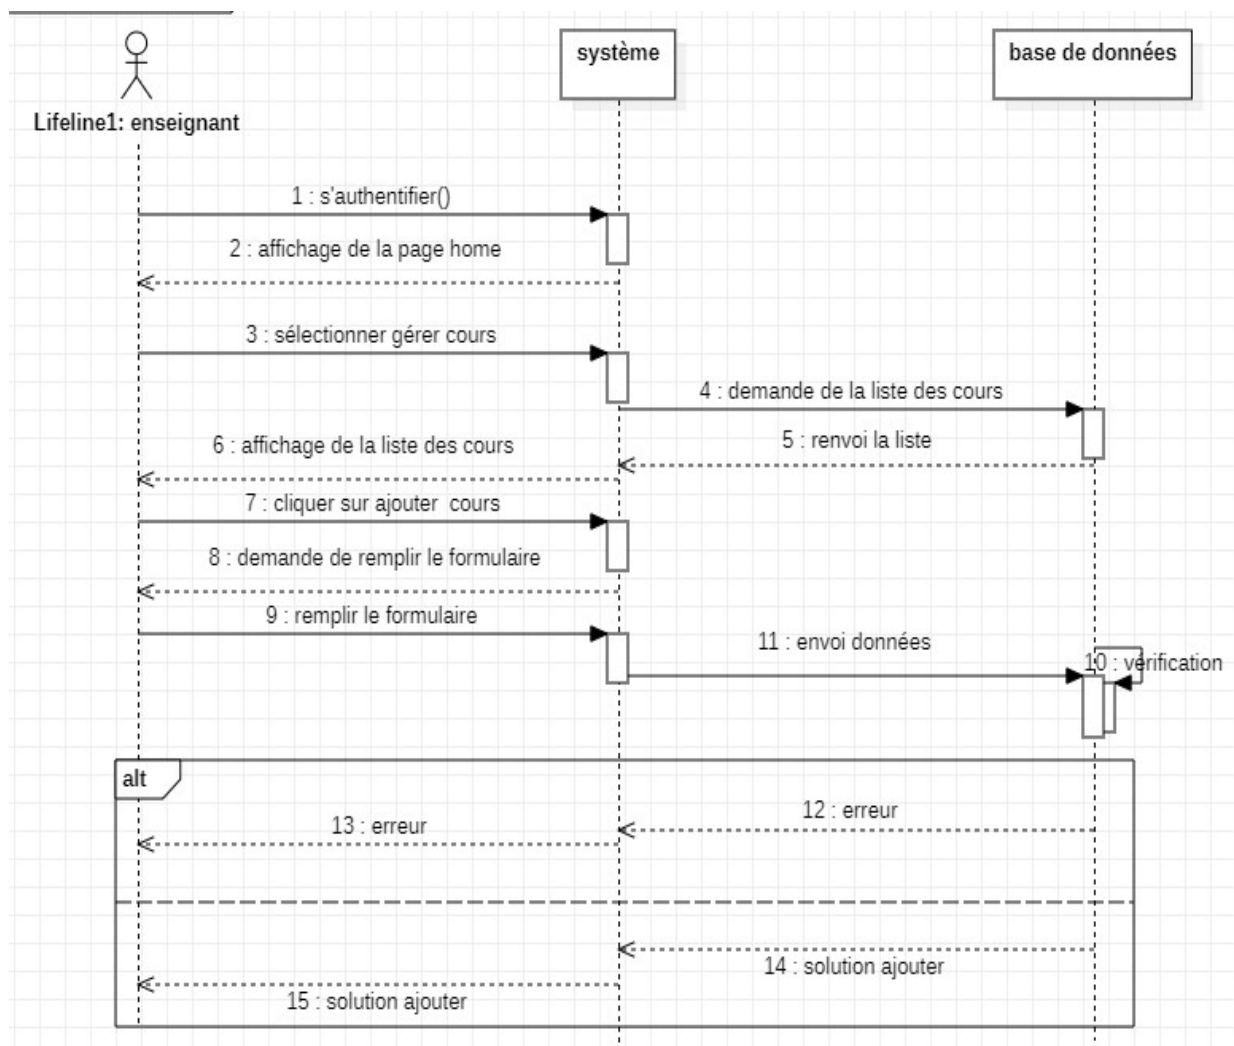 système
base de données
Lifeline1: enseignant
1 : s'authentifier()
2 : affichage de la page home
3 : sélectionner gérer cours
4 : demande de la liste des cours
5 : renvoi la liste
6 : affichage de la liste des cours
7 : cliquer sur ajouter  cours
8 : demande de remplir le formulaire
9 : remplir le formulaire
11 : envoi données
10 : vérification
alt
12 : erreur
13 : erreur
14 : solution ajouter
15 : solution ajouter